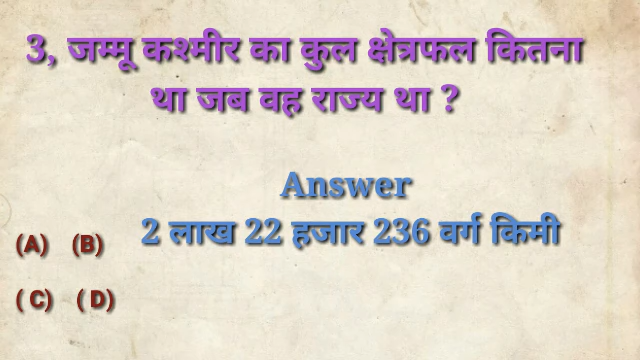 3, जम्मू कश्मीर का कुल क्षेत्रफल कितना
था जब वह राज्य था ?
Answer
2 लाख 22 हजार 236 वर्ग किमी
(A) (B)
( C) ( D)